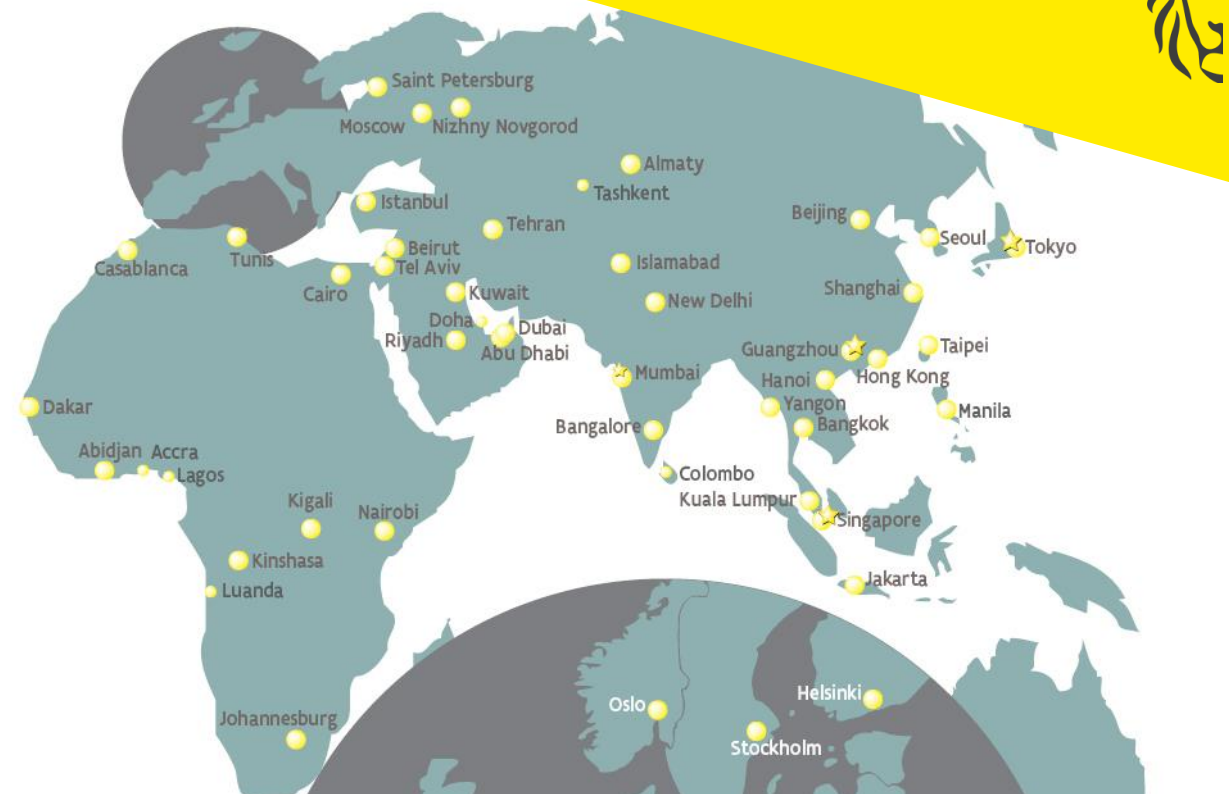 Saint Petersburg
Moscow
Nizhny Novgorod
Almaty
Tashkent
Istanbul
Beijing
Tehran
Seoul
Tokyo
Casablanca
Tunis
Beirut
Tel Aviv
Islamabad
Cairo
Kuwait
New Delhi
Shanghai
Doha
Dubai
Riyadh
Abu Dhabi
Guangzhou
Taipei
Mumbai
Hanoi
Hong Kong
Dakar
Yangon
Manila
Bangalore
Bangkok
Abidjan
Accra
Lagos
Colombo
Kuala Lumpur
Kigali
Nairobi
Singapore
Kinshasa
Jakarta
Luanda
Helsinki
Oslo
Johannesburg
Stockholm